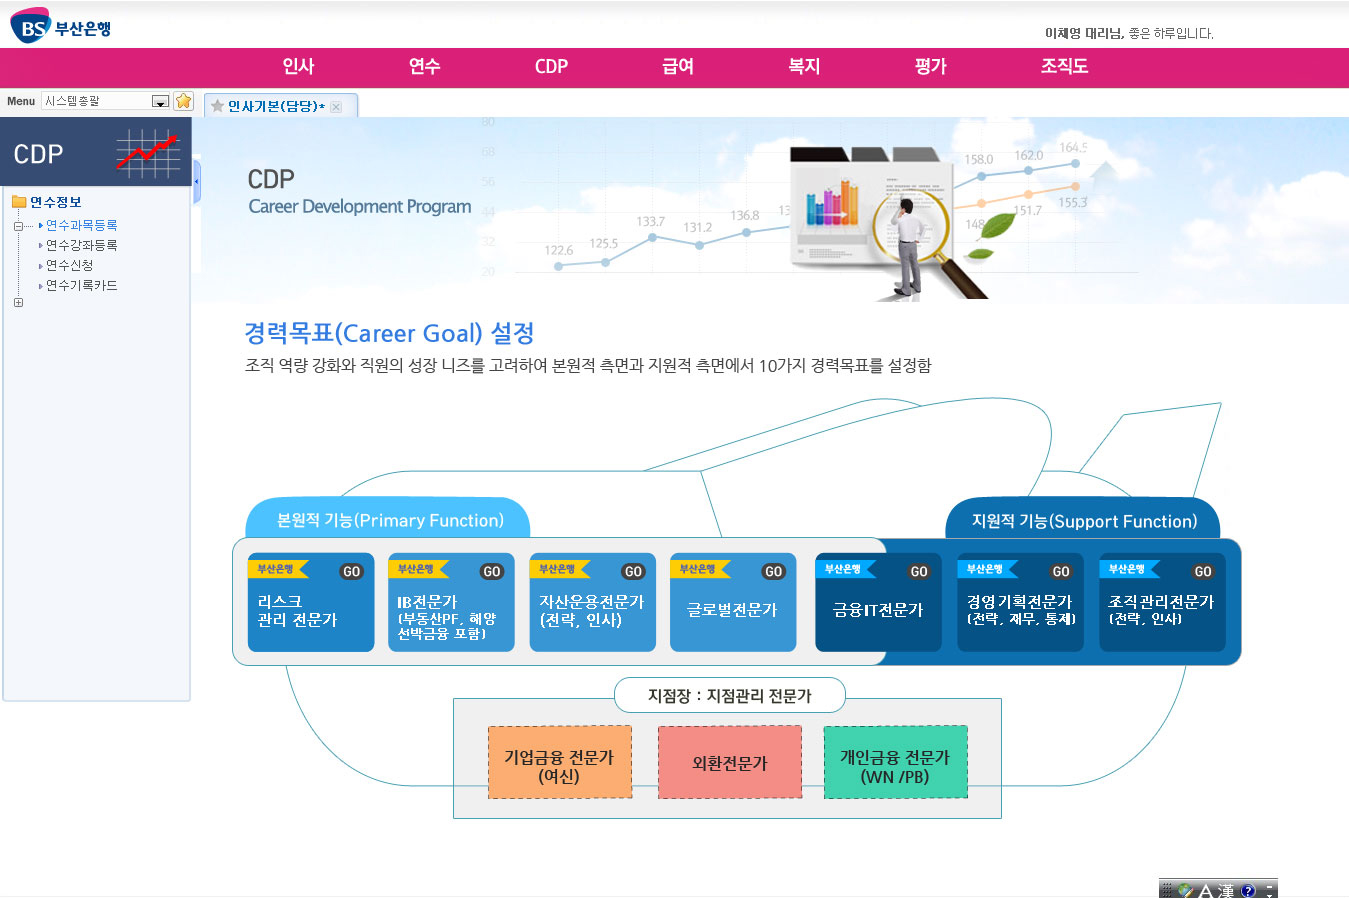 BS 부산은행
이체영 대리님, 좋은 하루입니다.
인사 연수 CDP 급여 복지 평가 조직도
Menu 시스템총괄
인사기본(담당)*
CDP
연수정보
연수과목등록
연수강좌등록
연수신청
연수기록카드
CDP
Career Development Program
80
68
56
44
32
20
122.6 125.5 133.7 131.2 136.8 13
158.0 162.0 164.5
148 151.7 155.3
경력목표(Career Goal) 설정
조직 역량 강화와 직원의 성장 니즈를 고려하여 본원적 측면과 지원적 측면에서 10가지 경력목표를 설정함
본원적 기능(Primary Function)
지원적 기능(Support Function)
부산은행 GO
리스크
관리 전문가
부산은행 GO
IB전문가
(부동산PF, 해양
선박금융 포함)
부산은행 GO
자산운용전문가
(전략, 인사)
부산은행 GO
글로벌전문가
부산은행 GO
금융IT전문가
부산은행 GO
경영기획전문가
(전략, 재무, 통제)
부산은행 GO
조직관리전문가
(전략, 인사)
지점장 : 지점관리 전문가
기업금융 전문가
(여신)
외환전문가
개인금융 전문가
(WN /PB)
A 漢 ?